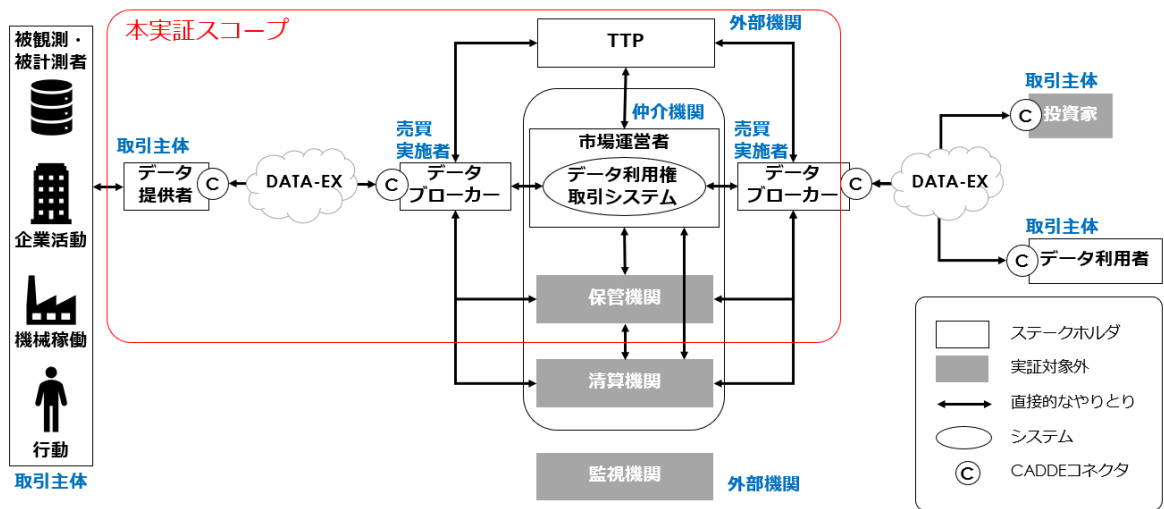 本実証スコープ
被観測・
被計測者
企業活動
機械稼働
行動
取引主体
取引主体
データ
提供者
C
DATA-EX
売買
実施者
C
データ
ブローカー
外部機関
TTP
仲介機関
市場運営者
データ利用権
取引システム
保管機関
清算機関
監視機関
外部機関
売買
実施者
データ
ブローカー
C
DATA-EX
取引主体
C
投資家
取引主体
C
データ利用者
ステークホルダ
実証対象外
直接的なやりとり
システム
C
CADDEコネクタ